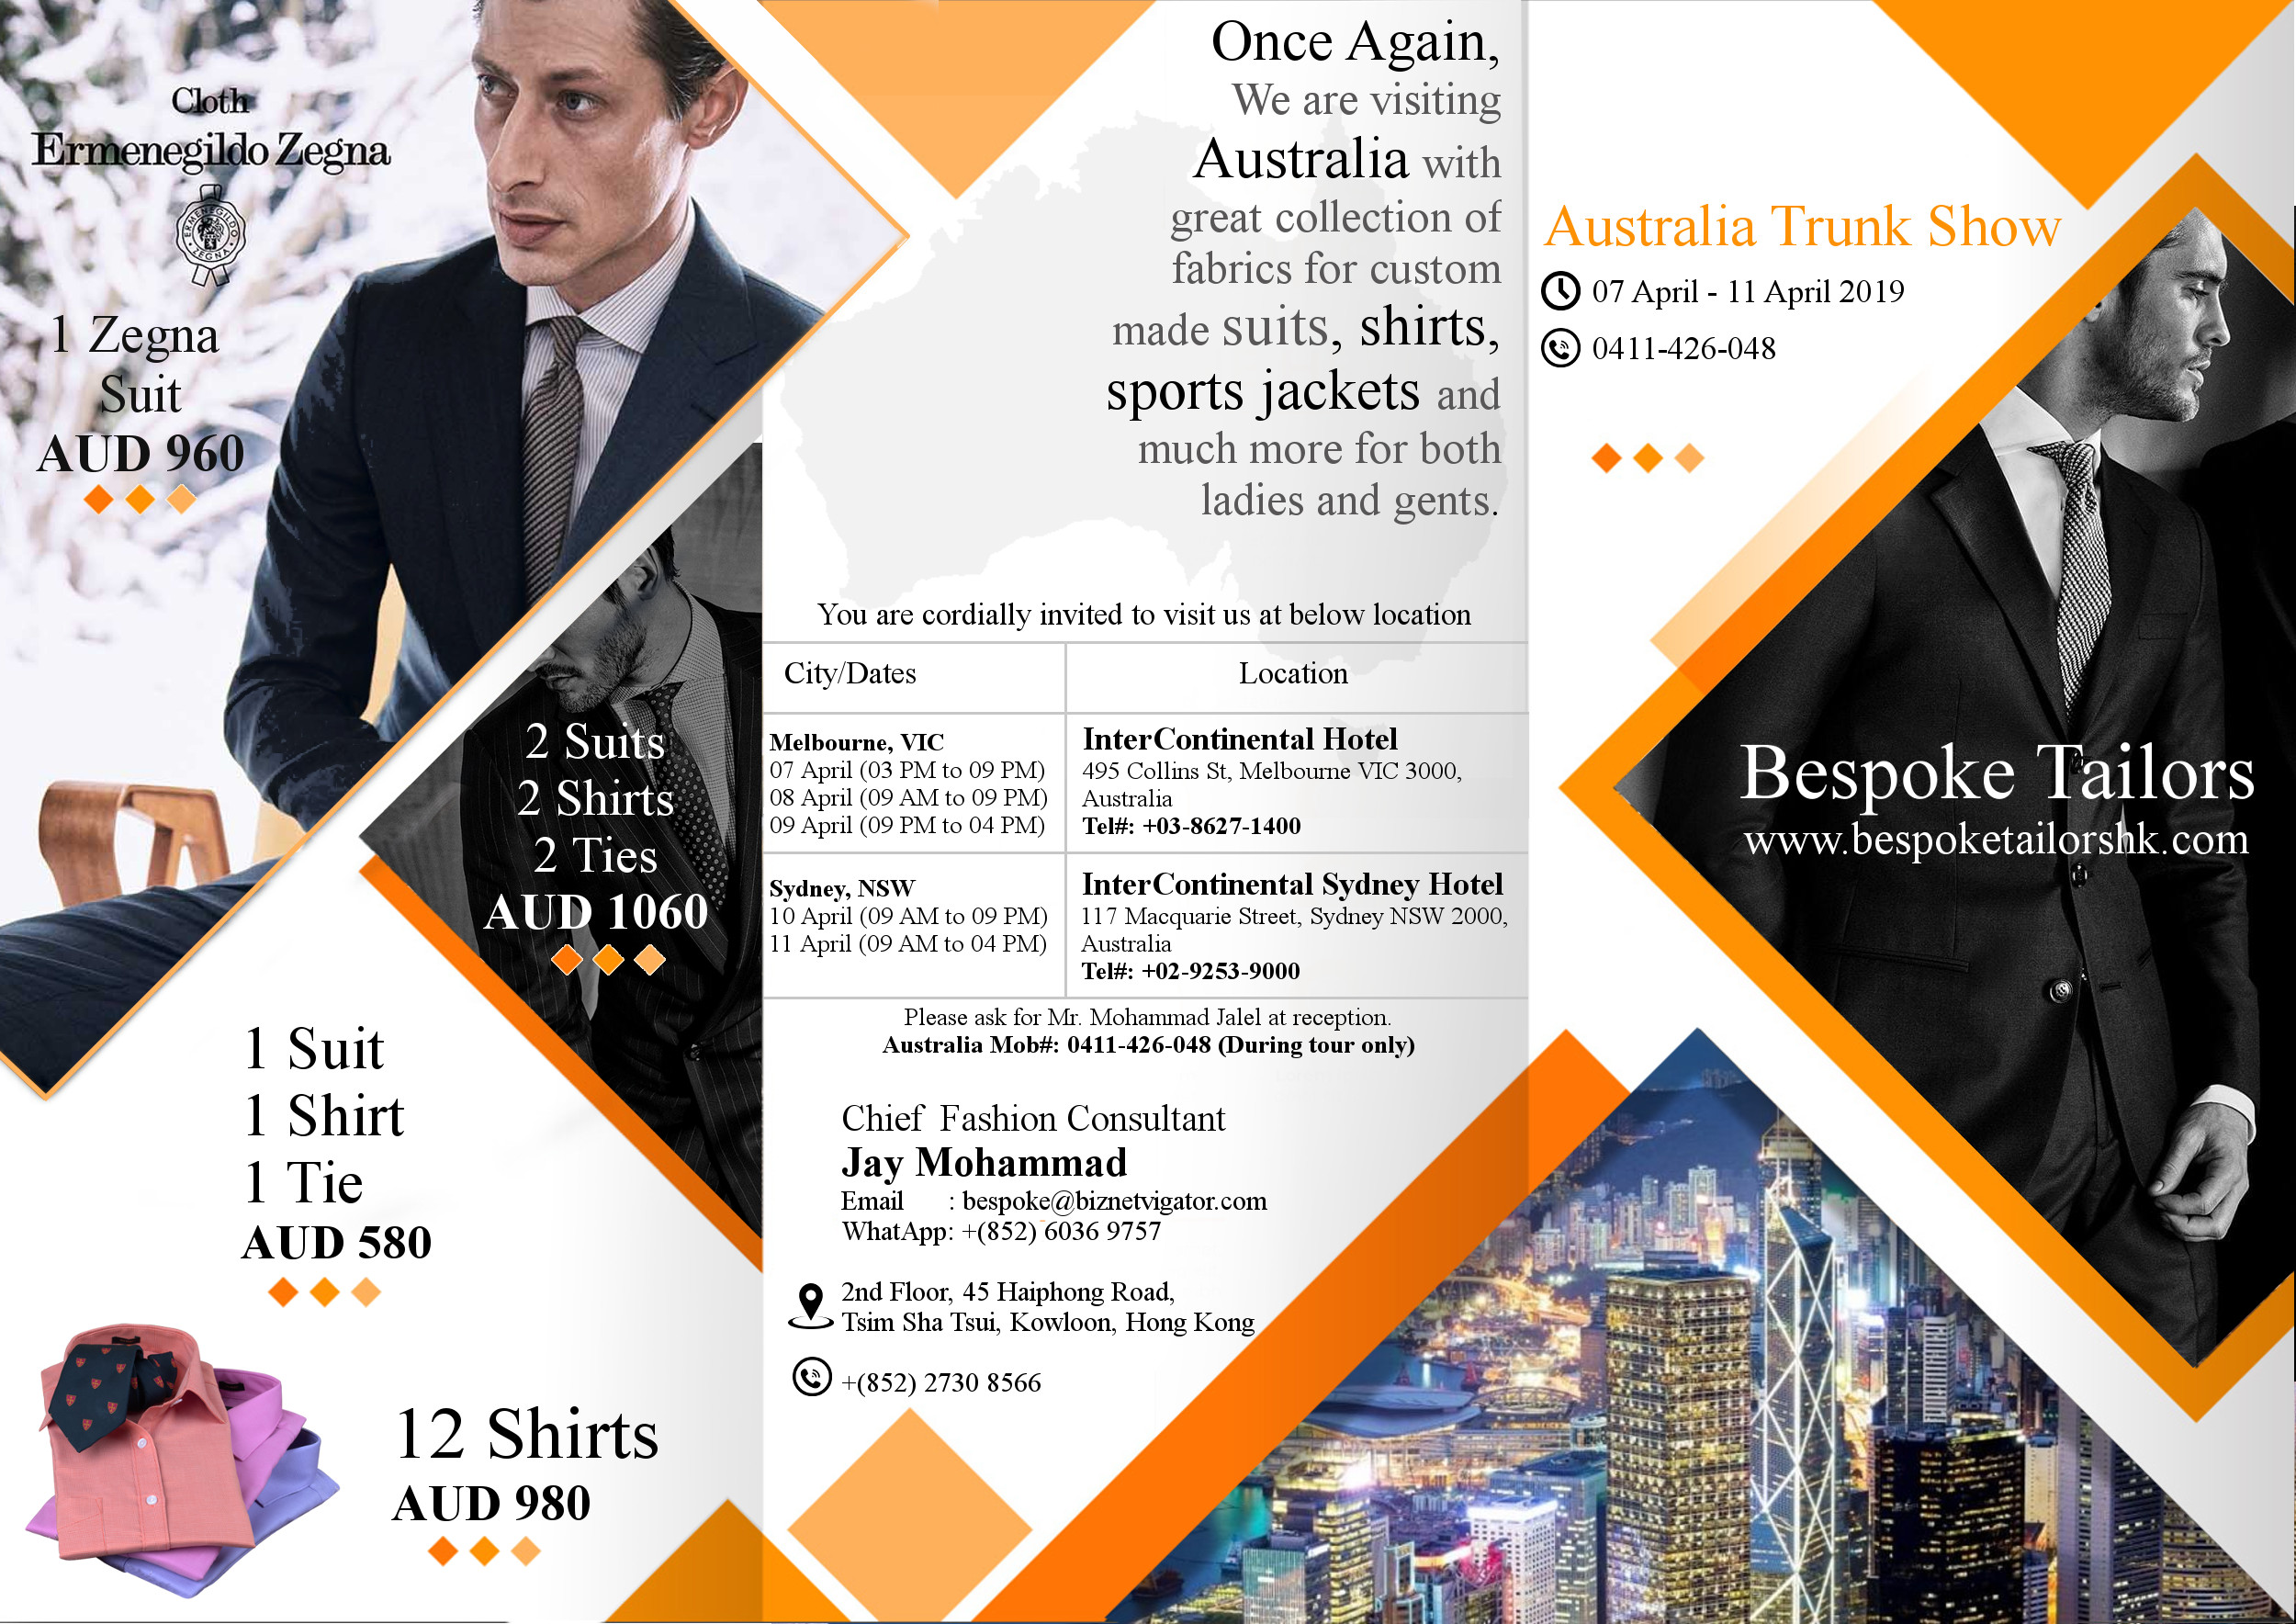 Cloth
Ermenegildo Zegna
ERMENEGILDO ZEGNA
1 Zegna
Suit
AUD 960
2 Suits
2 Shirts
2 Ties
AUD 1060
1 Suit
1 Shirt
1 Tie
AUD 580
12 Shirts
AUD 980
Once Again,
We are visiting
Australia with
great collection of
fabrics for custom
made suits, shirts,
sports jackets and
much more for both
ladies and gents.
You are cordially invited to visit us at below location
City/Dates
Location
Melbourne, VIC
07 April (03 PM to 09 PM)
08 April (09 AM to 09 PM)
09 April (09 PM to 04 PM)
InterContinental Hotel
495 Collins St, Melbourne VIC 3000,
Australia
Tel#: +03-8627-1400
Sydney, NSW
10 April (09 AM to 09 PM)
11 April (09 AM to 04 PM)
InterContinental Sydney Hotel
117 Macquarie Street, Sydney NSW 2000,
Australia
Tel#: +02-9253-9000
Please ask for Mr. Mohammad Jalel at reception.
Australia Mob#: 0411-426-048 (During tour only)
Chief Fashion Consultant
Jay Mohammad
Email : bespoke@biznetvigator.com
WhatApp: +(852) 6036 9757
2nd Floor, 45 Haiphong Road,
Tsim Sha Tsui, Kowloon, Hong Kong
+(852) 2730 8566
Australia Trunk Show
07 April - 11 April 2019
0411-426-048
Bespoke Tailors
www.bespoketailorshk.com